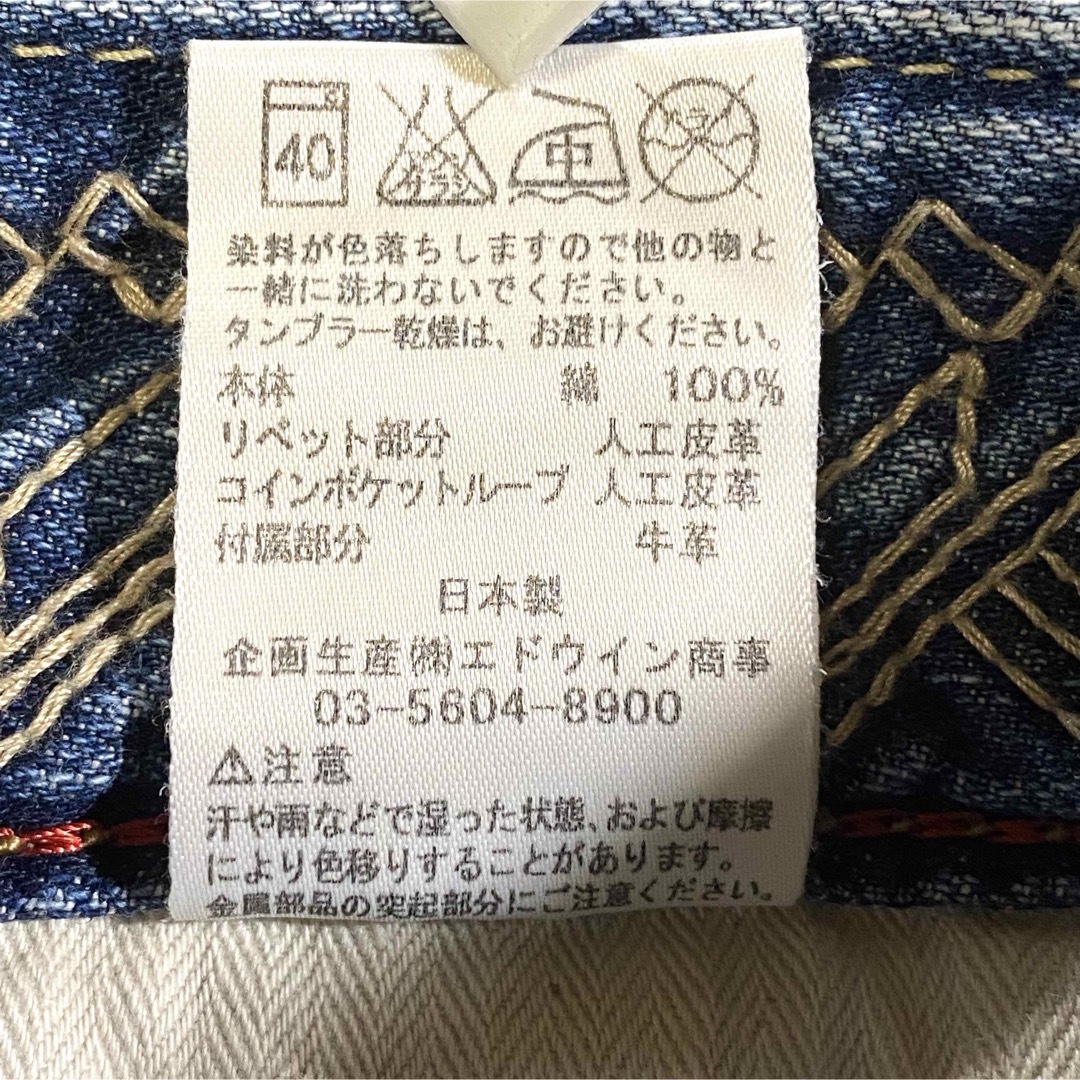 40
中
染料が色落ちしますので他の物と
一緒に洗わないでください。
タンブラー乾燥は、お避けください。
本体 綿 100%
リベット部分 人工皮革
コインポケットループ 人工皮革
付属部分 牛革
日本製
企画生産㈱エドウイン商事
03-5604-8900
⚠注意
汗や雨などで湿った状態、および摩擦
により色移りすることがあります。
金属部品の突起部分にご注意ください。